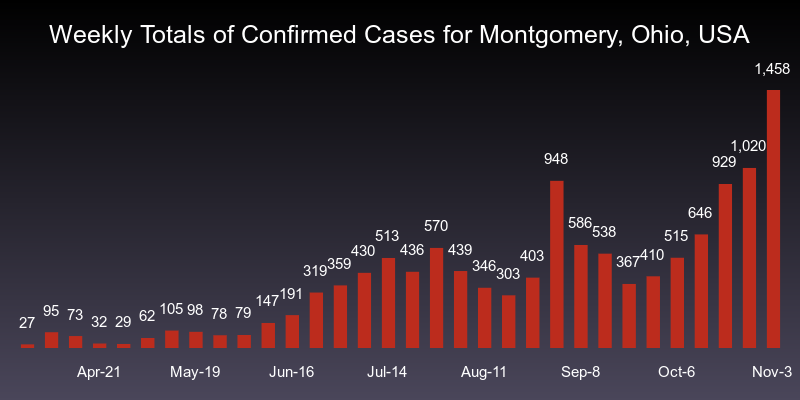 Weekly Totals of Confirmed Cases for Montgomery, Ohio, USA
27 95 73 32 29 62 105 98 78 79 147 191 319 359 430 513 436 570 439 346 303 403 948 586 538 367 410 515 646 929 1,020 1,458
Apr-21 May-19 Jun-16 Jul-14 Aug-11 Sep-8 Oct-6 Nov-3